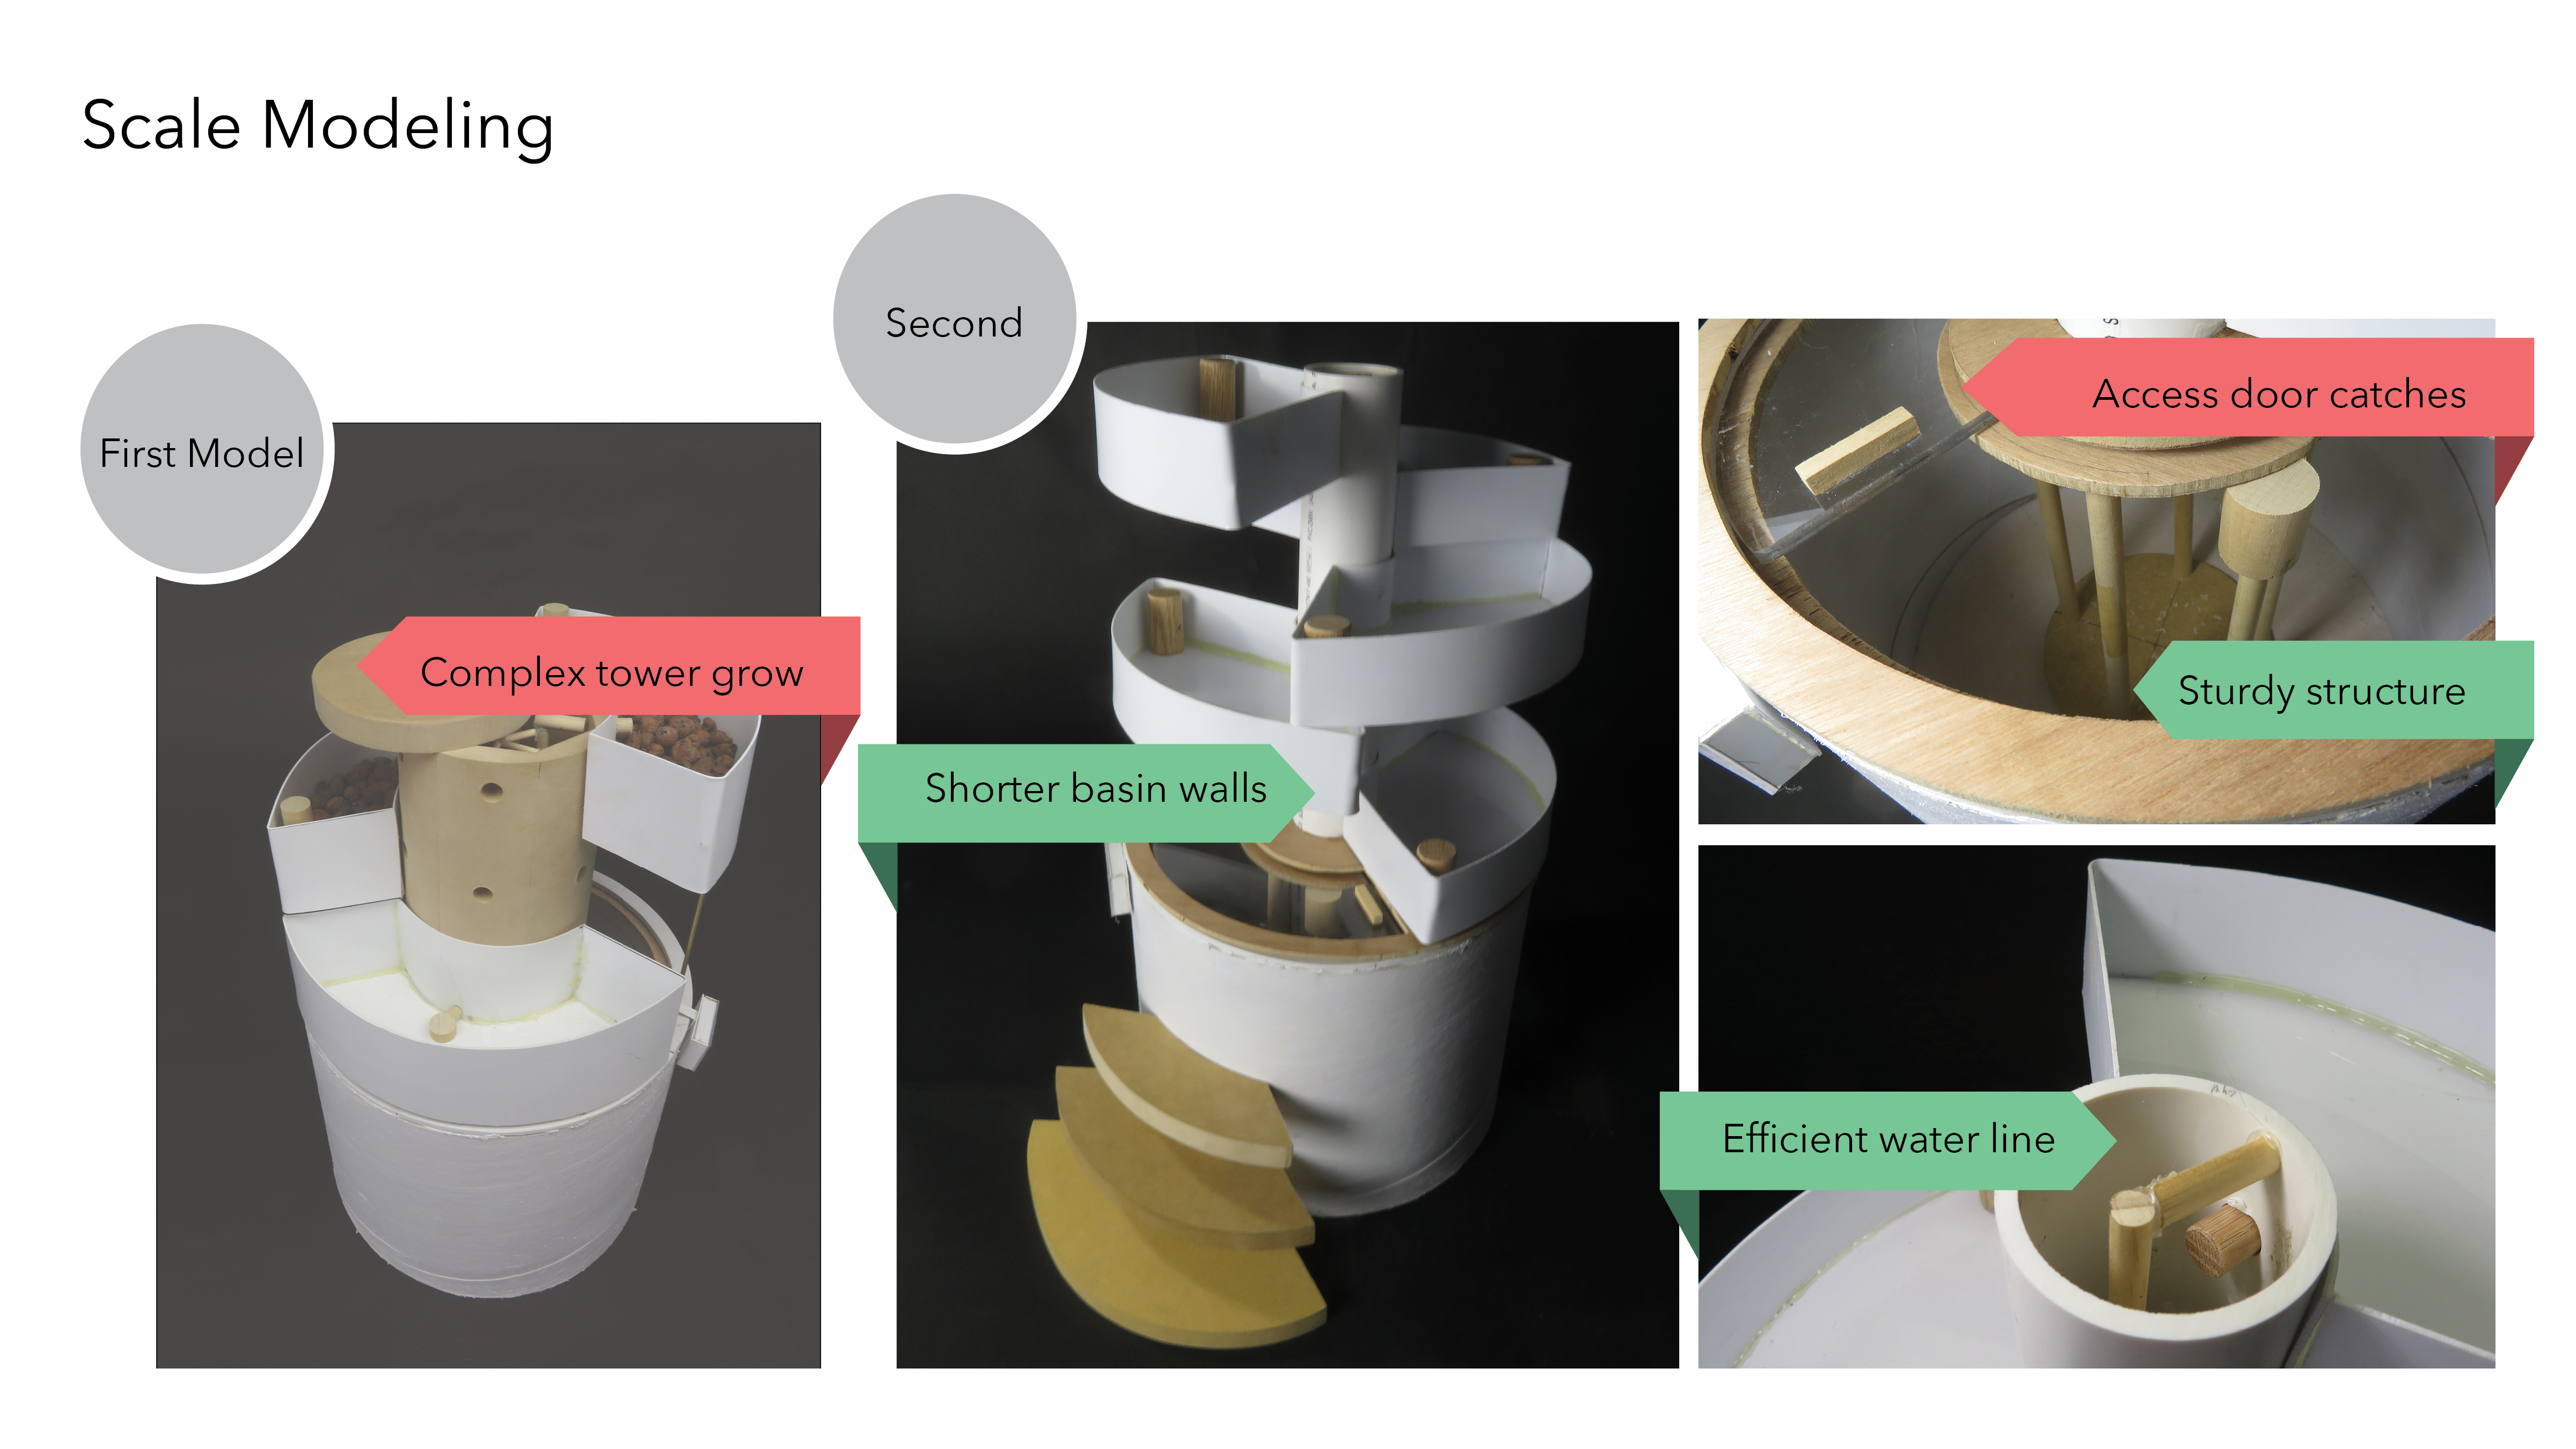 Scale Modeling
First Model
Complex tower grow
Second
Shorter basin walls
Access door catches
Sturdy structure
Efficient water line